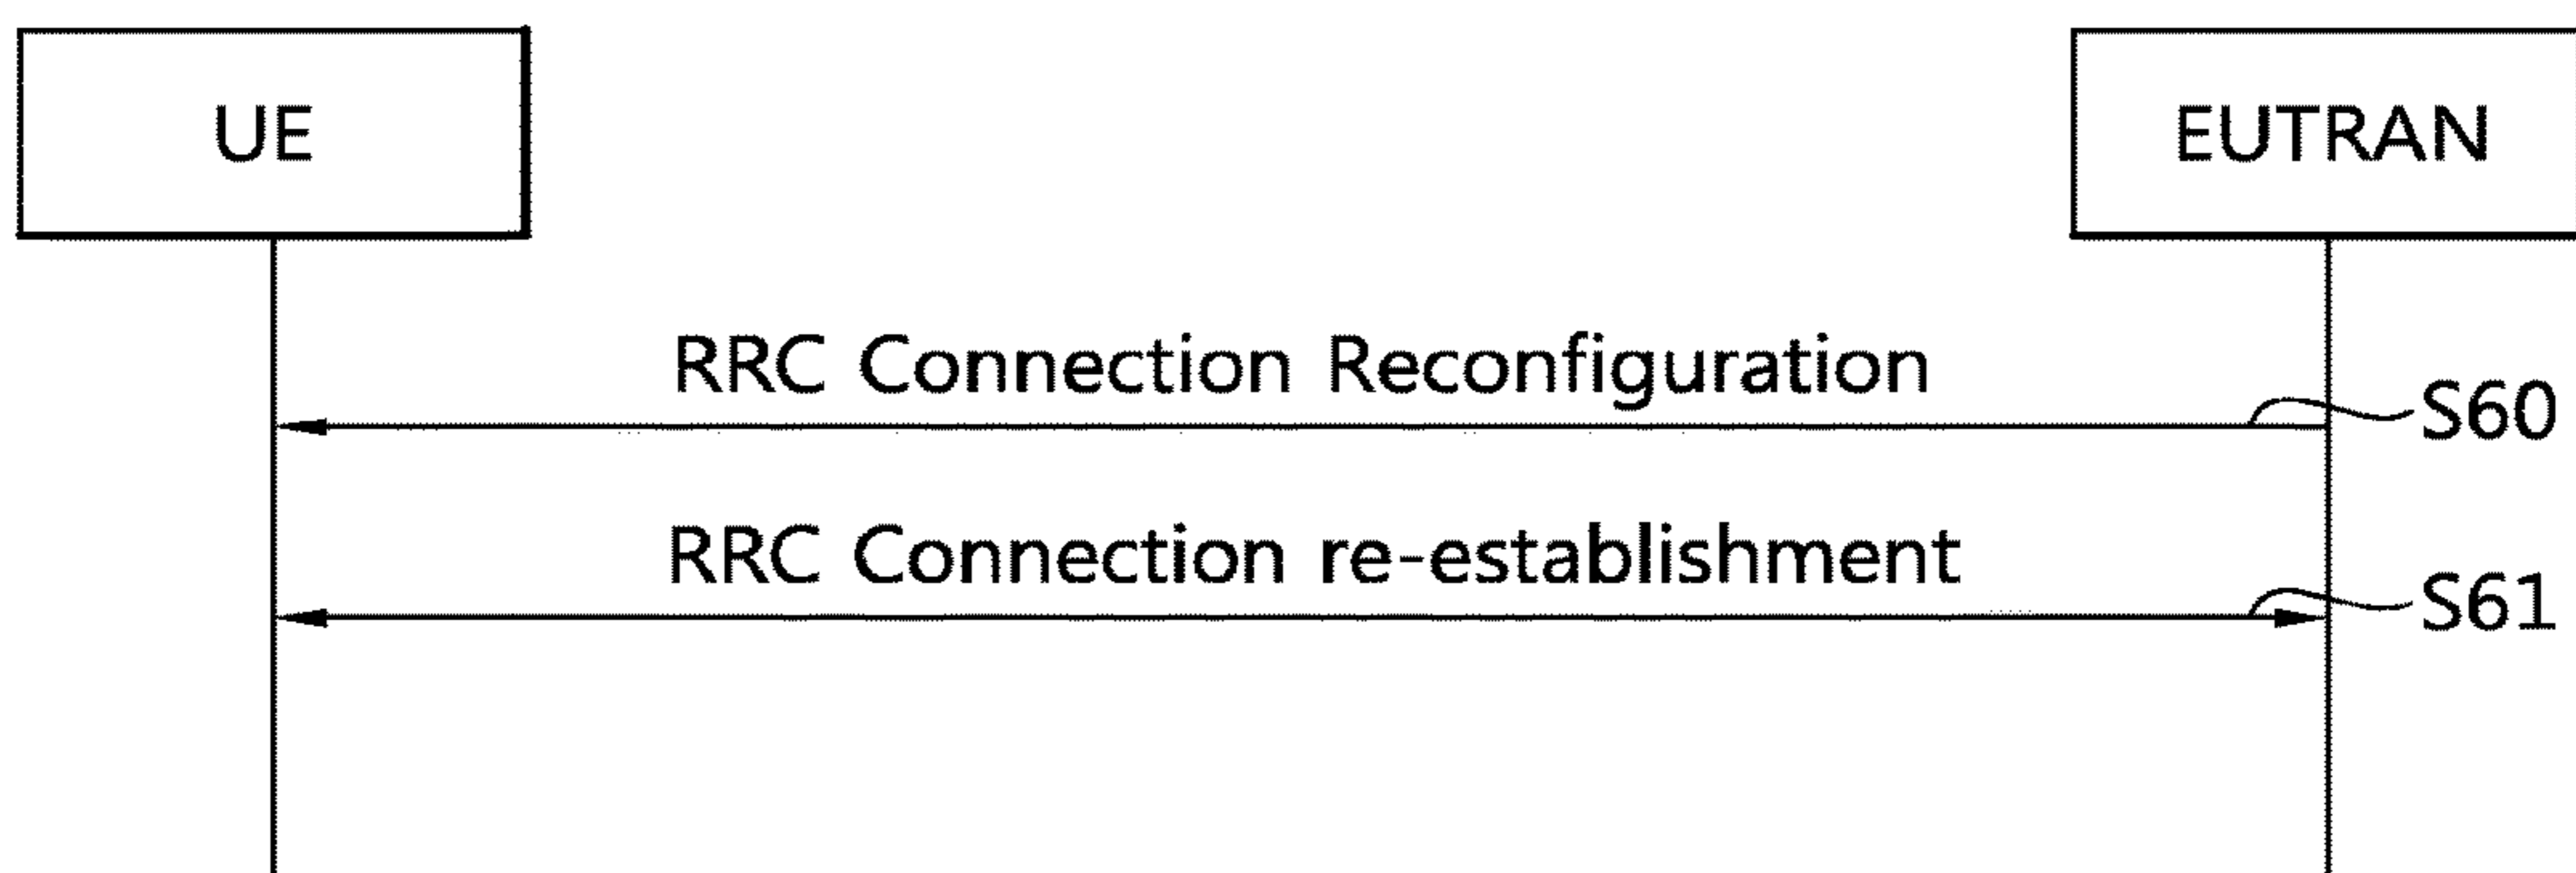 UE
EUTRAN
RRC Connection Reconfiguration
S60
RRC Connection re-establishment
S61